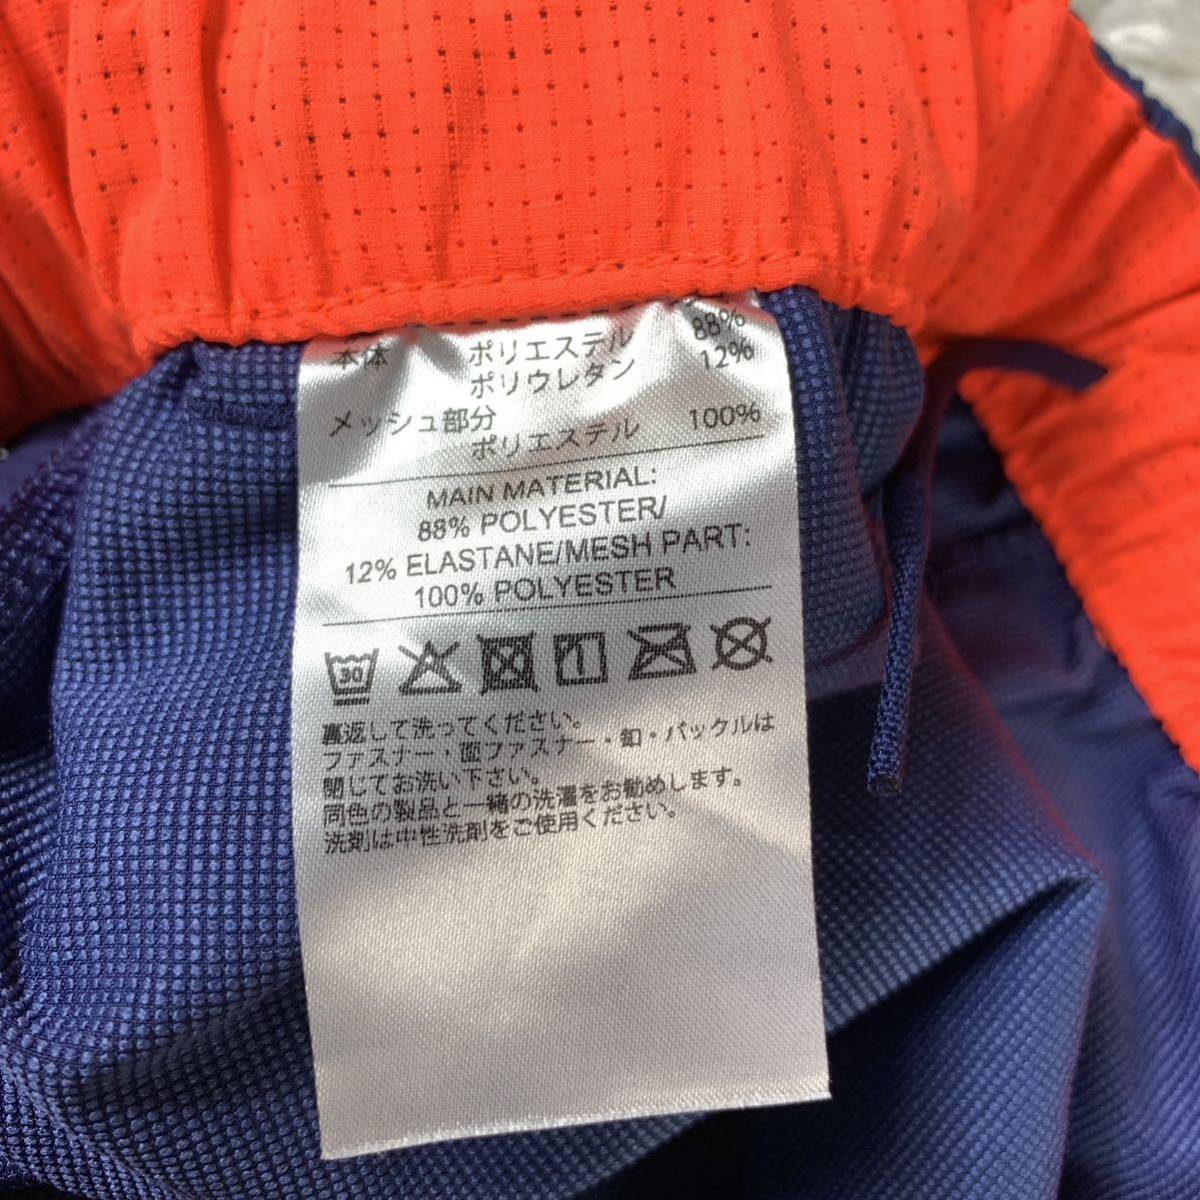 本体 ポリエステル 88%
ポリウレタン 12%
メッシュ部分
ポリエステル 100%
MAIN MATERIAL:
88% POLYESTER/
12% ELASTANE/MESH PART:
100% POLYESTER
30 1
裏返して洗ってください。
ファスナー・面ファスナー・釦・バックルは
閉じてお洗い下さい。
同色の製品と一緒の洗濯をお勧めします。
洗剤は中性洗剤をご使用ください。